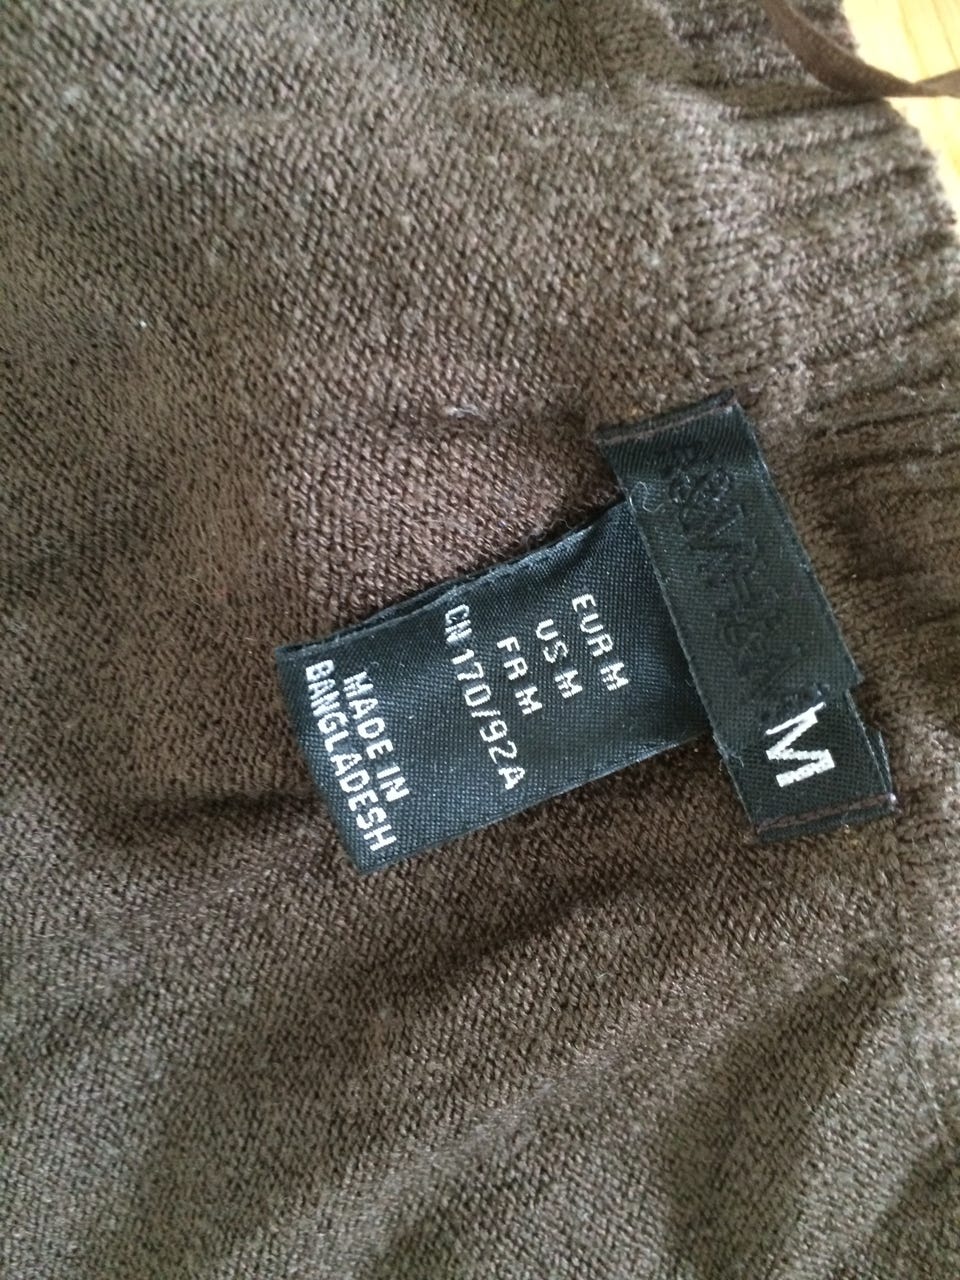 M
EUR M
US M
FR M
CN 170/92A
MADE IN
BANGLADESH